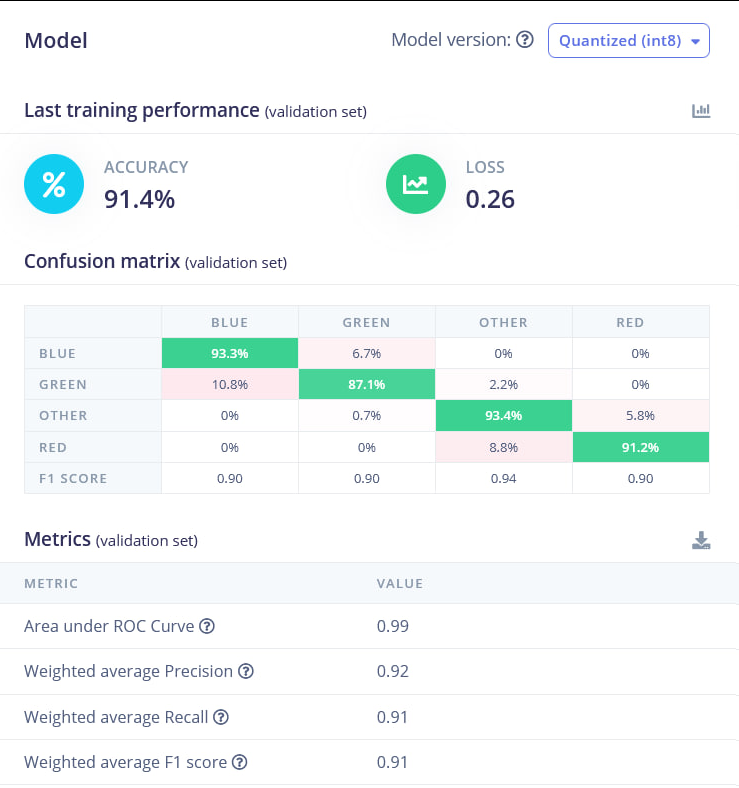 Model
Model version: Quantized (int8)
Last training performance (validation set)
ACCURACY
91.4%
LOSS
0.26
Confusion matrix (validation set)
BLUE GREEN OTHER RED
BLUE 93.3% 6.7% 0% 0%
GREEN 10.8% 87.1% 2.2% 0%
OTHER 0% 0.7% 93.4% 5.8%
RED 0% 0% 8.8% 91.2%
F1 SCORE 0.90 0.90 0.94 0.90
Metrics (validation set)
METRIC VALUE
Area under ROC Curve 0.99
Weighted average Precision 0.92
Weighted average Recall 0.91
Weighted average F1 score 0.91